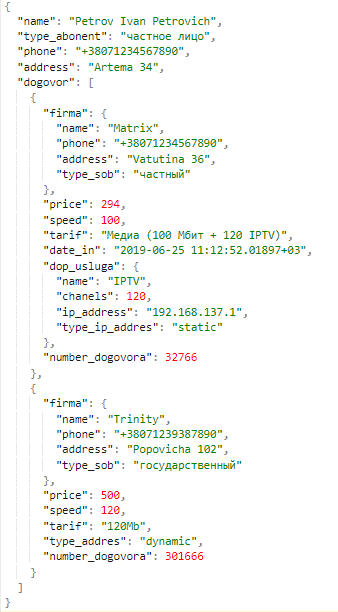 {
"name": "Petrov Ivan Petrovich",
"type_abonent": "частное лицо",
"phone": "+38071234567890",
"address": "Artema 34",
"dogovor": [
{
"firma": {
"name": "Matrix",
"phone": "+38071234567890",
"address": "Vatutina 36",
"type_sob": "частный"
},
"price": 294,
"speed": 100,
"tarif": "Медиа (100 Мбит + 120 IPTV)",
"date_in": "2019-06-25 11:12:52.01897+03",
"dop_usluga": {
"name": "IPTV",
"chanels": 120,
"ip_address": "192.168.137.1",
"type_ip_addres": "static"
},
"number_dogovora": 32766
},
{
"firma": {
"name": "Trinity",
"phone": "+38071239387890",
"address": "Popovicha 102",
"type_sob": "государственный"
},
"price": 500,
"speed": 120,
"tarif": "120Mb",
"type_addres": "dynamic",
"number_dogovora": 301666
}
]
}